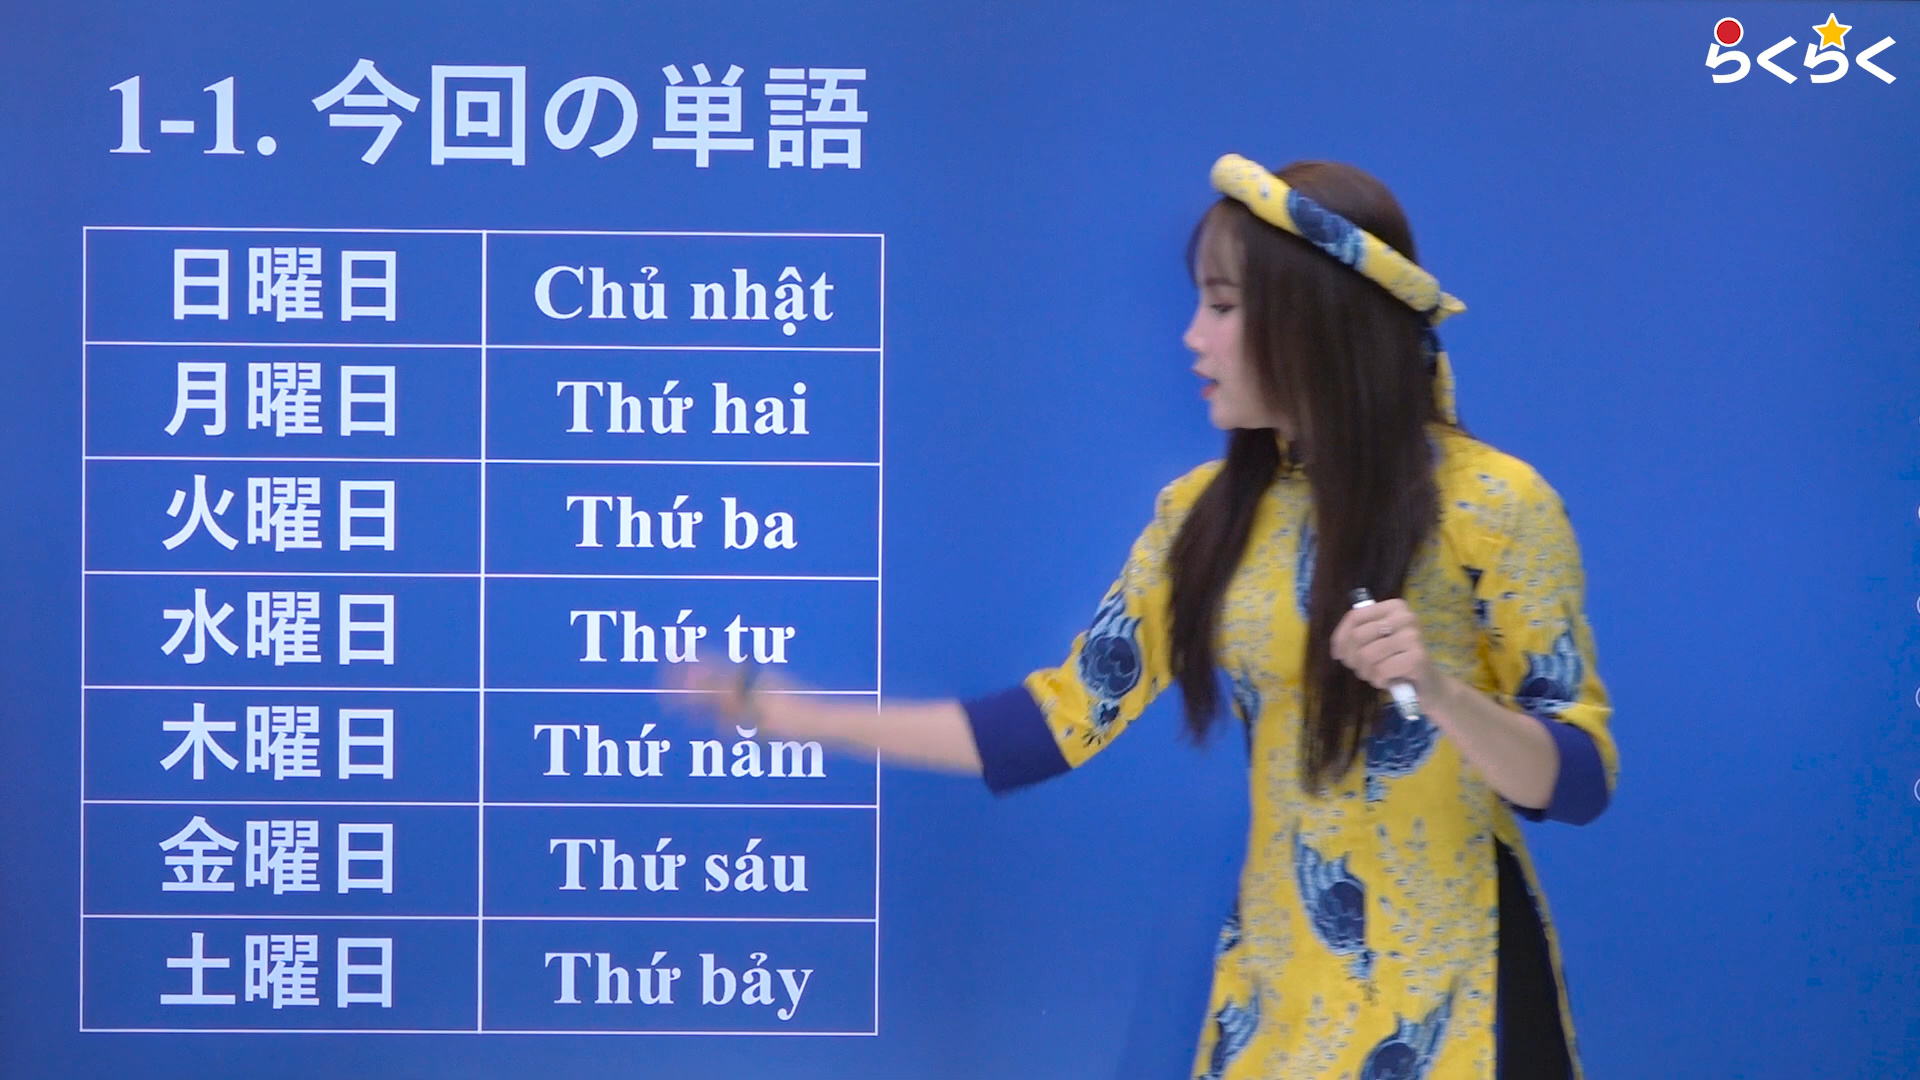 らくらく
1-1. 今回の単語
日曜日 Chủ nhật
月曜日 Thứ hai
火曜日 Thứ ba
水曜日 Thứ tư
木曜日 Thứ năm
金曜日 Thứ sáu
土曜日 Thứ bảy